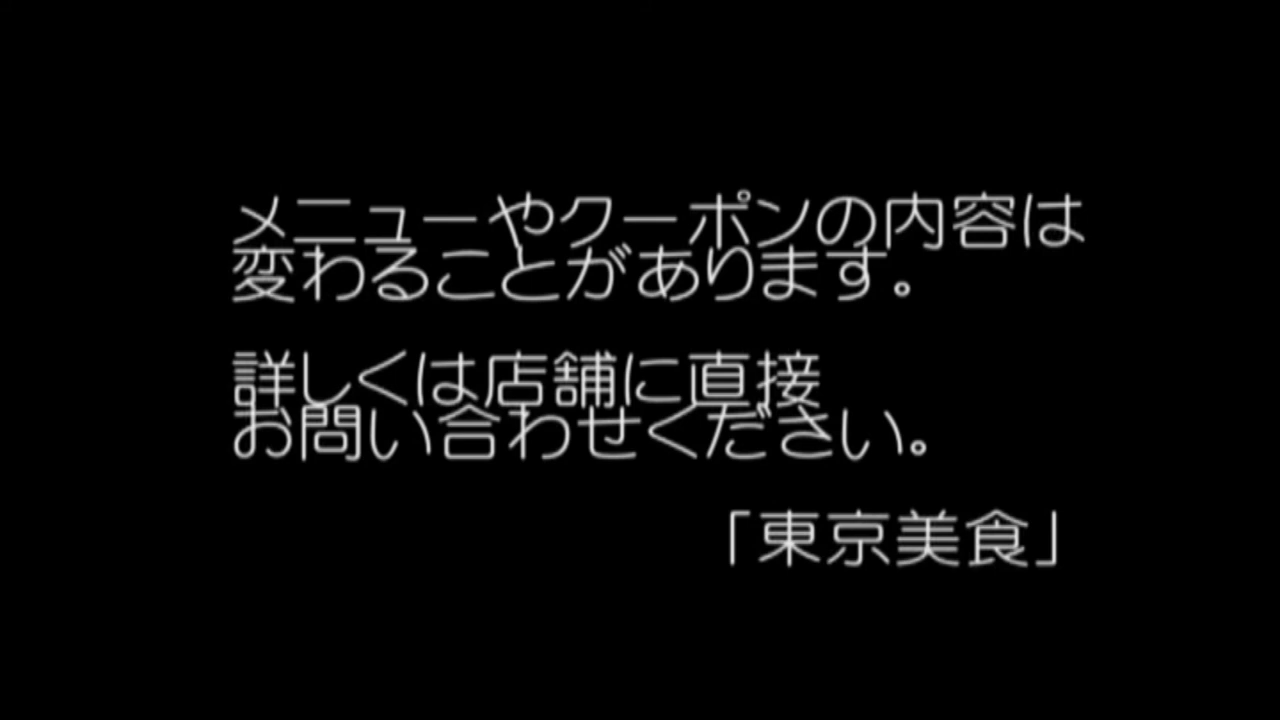 メニューやクーポンの内容は
変わることがあります。
詳しくは店舗に直接
お問い合わせください。
「東京美食」